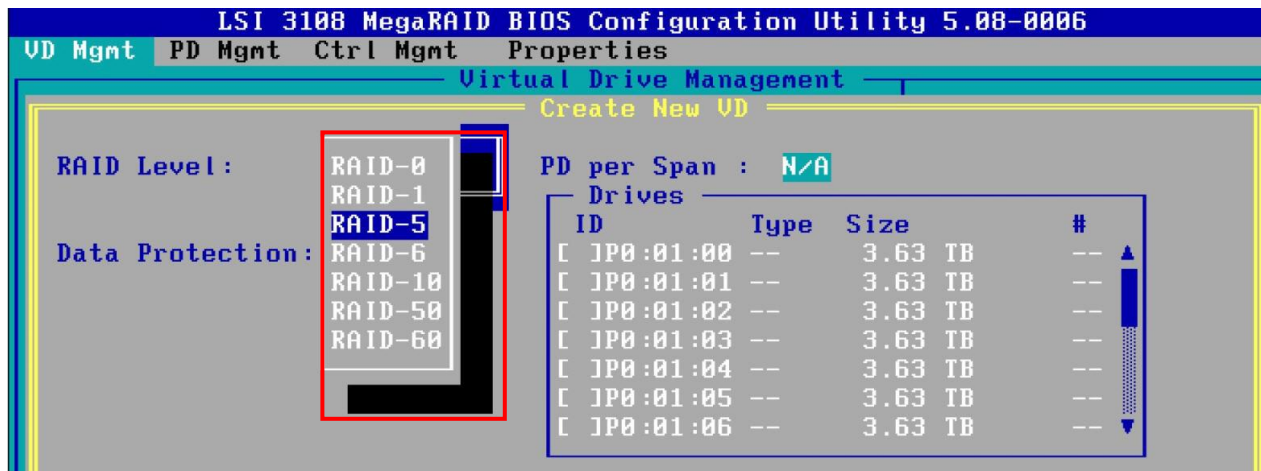 LSI 3108 MegaRAID BIOS Configuration Utility 5.08-0006
VD Mgmt PD Mgmt Ctrl Mgmt Properties
Virtual Drive Management
Create New VD
RAID Level:
RAID-0
RAID-1
RAID-5
RAID-6
RAID-10
RAID-50
RAID-60
Data Protection:
PD per Span : N/A
Drives
ID Type Size #
[ ]P0:01:00 -- 3.63 TB --
[ ]P0:01:01 -- 3.63 TB --
[ ]P0:01:02 -- 3.63 TB --
[ ]P0:01:03 -- 3.63 TB --
[ ]P0:01:04 -- 3.63 TB --
[ ]P0:01:05 -- 3.63 TB --
[ ]P0:01:06 -- 3.63 TB --